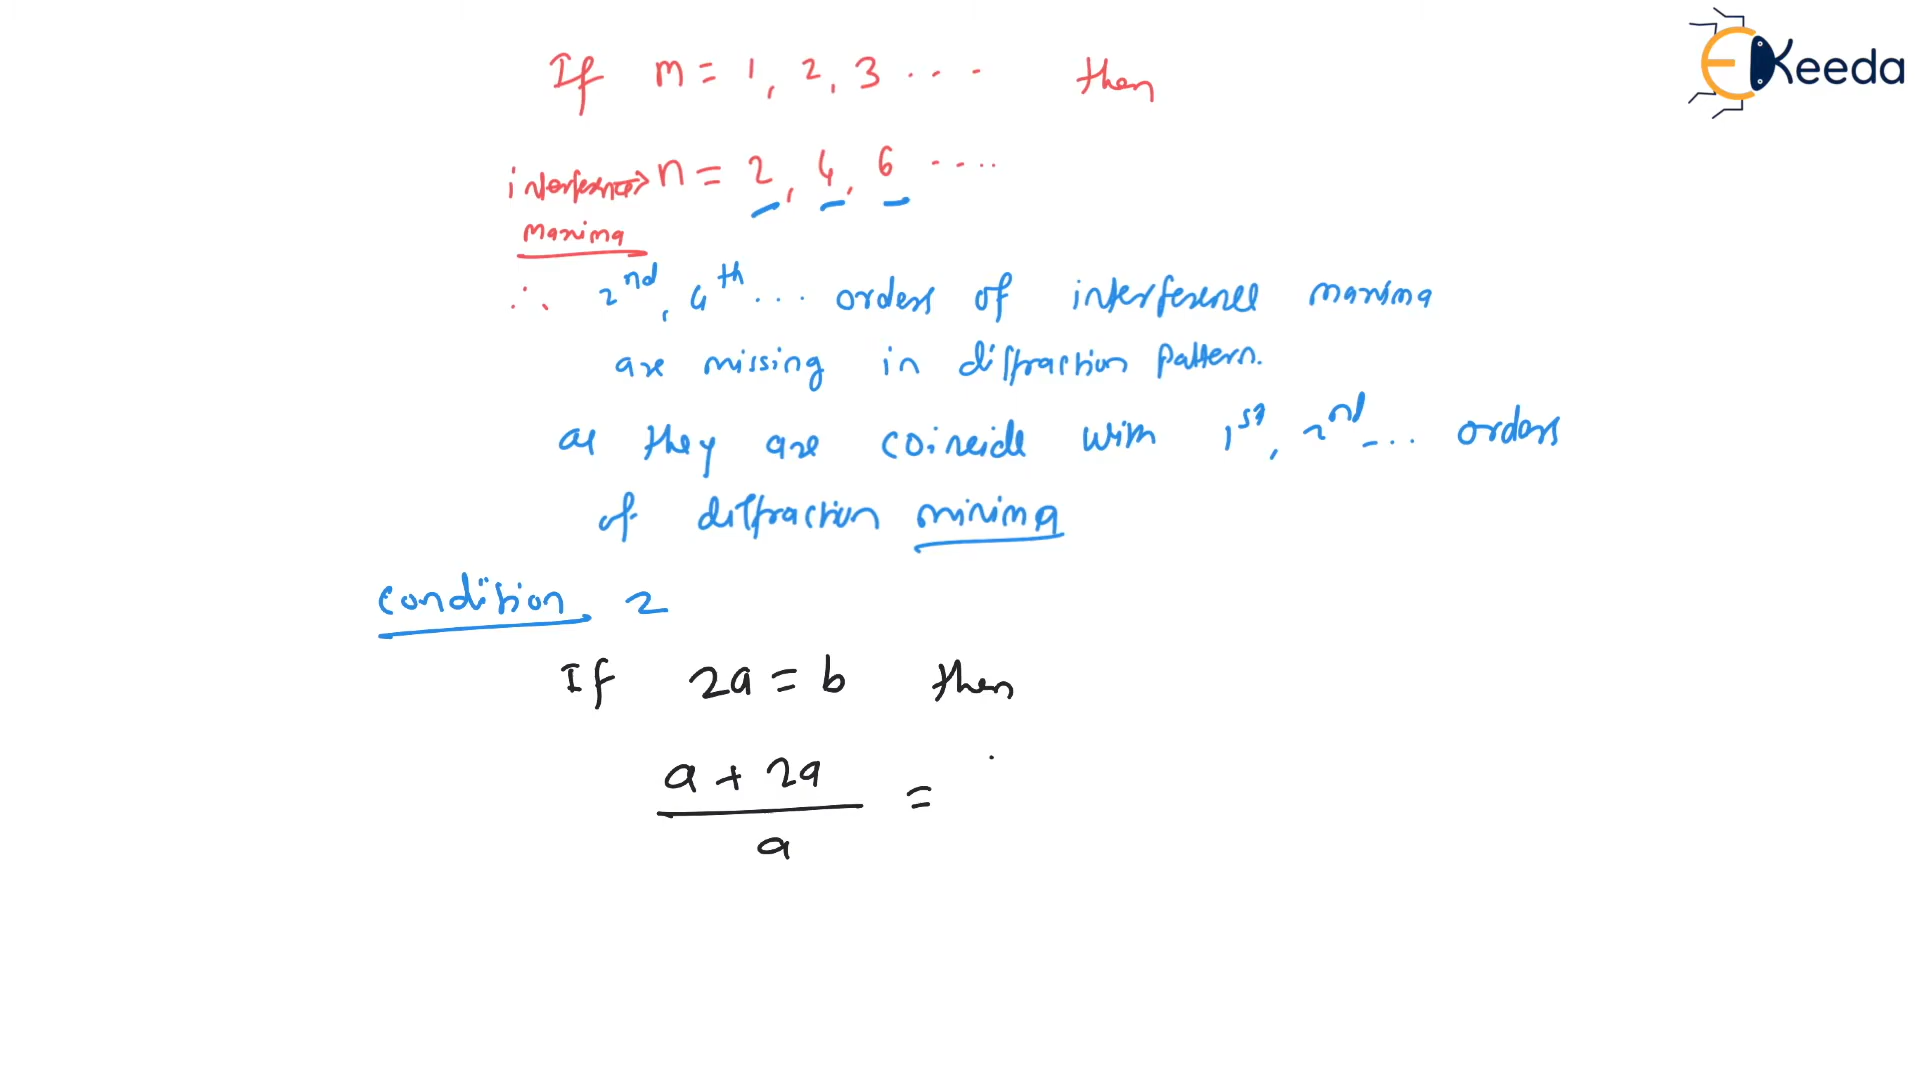 EKeeda
If m = 1, 2, 3 .... then
interference → n = 2, 4, 6 ....
maxima
∴ 2nd, 4th ... orders of interference maxima
are missing in diffraction pattern.
as they are coincide with 1st, 2nd ... orders
of diffraction minima
condition 2
If 2a = b then
a + 2a
=
a